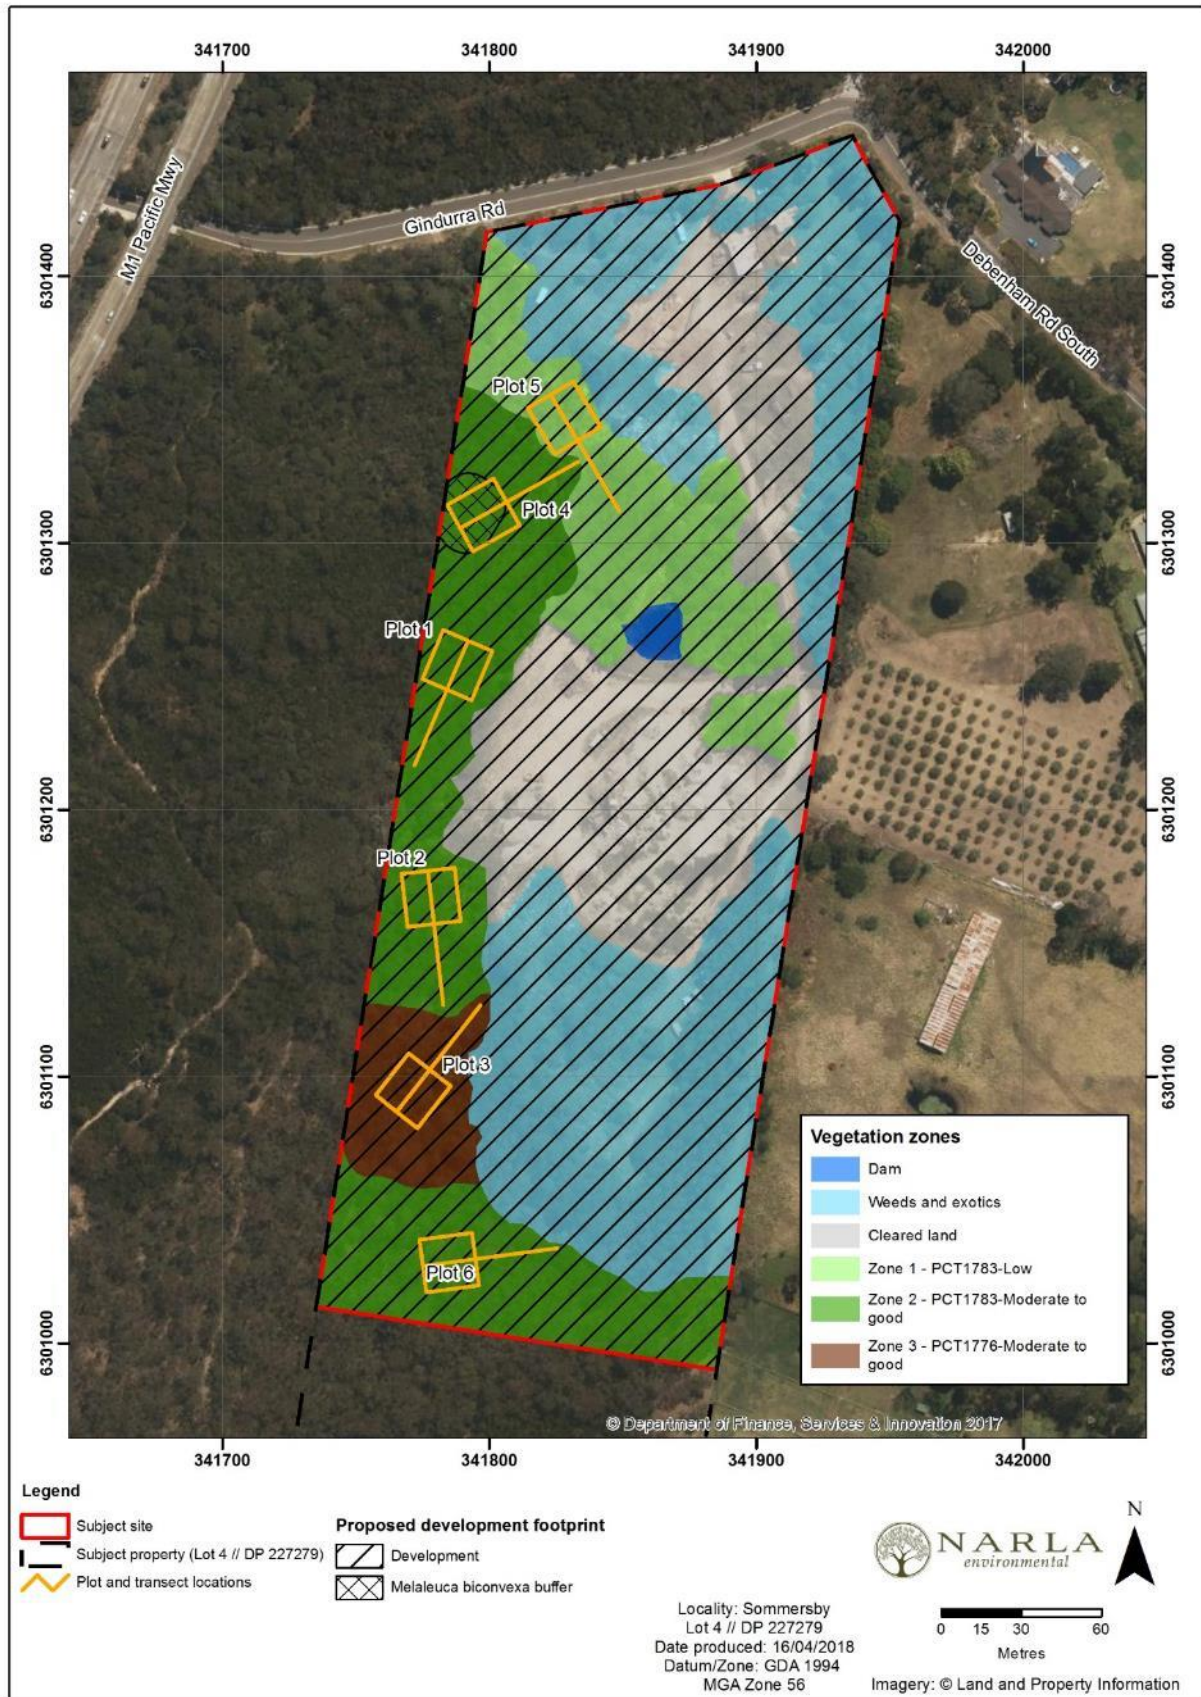 341700
341800
341900
342000
M1 Pacific Mwy
Gindurra Rd
Debenham Rd South
6301400
6301400
Plot 5
Plot 4
6301300
6301300
Plot 1
6301200
6301200
Plot 2
6301100
6301100
Plot 3
Vegetation zones
Dam
Weeds and exotics
Cleared land
Zone 1 - PCT1783-Low
Zone 2 - PCT1783-Moderate to
good
Zone 3 - PCT1776-Moderate to
good
Plot 6
6301000
6301000
© Department of Finance, Services & Innovation 2017
341700
341800
341900
342000
Legend
Subject site
Subject property (Lot 4 // DP 227279)
Plot and transect locations
Proposed development footprint
Development
Melaleuca biconvexa buffer
NARLA
environmental
N
Locality: Sommersby
Lot 4 // DP 227279
Date produced: 16/04/2018
Datum/Zone: GDA 1994
MGA Zone 56
0 15 30 60
Metres
Imagery: © Land and Property Information